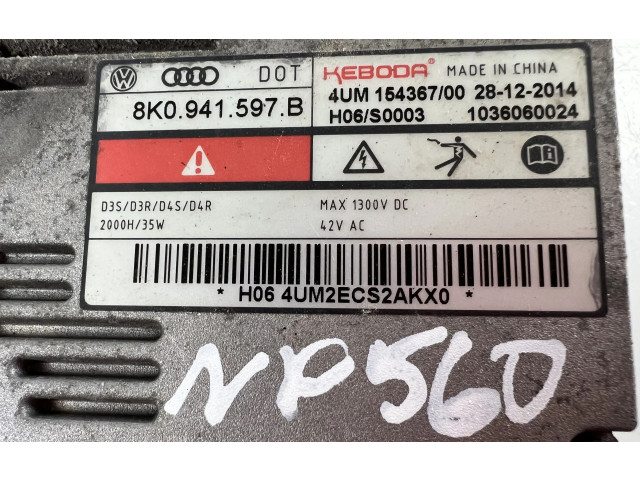 DOT
KEBODA MADE IN CHINA
8K0.941.597.B
4UM 154367/00 28-12-2014
H06/S0003 1036060024
D3S/D3R/D4S/D4R
2000H/35W
MAX 1300V DC
42V AC
* H06 4UM2ECS2AKX0 *
NP560